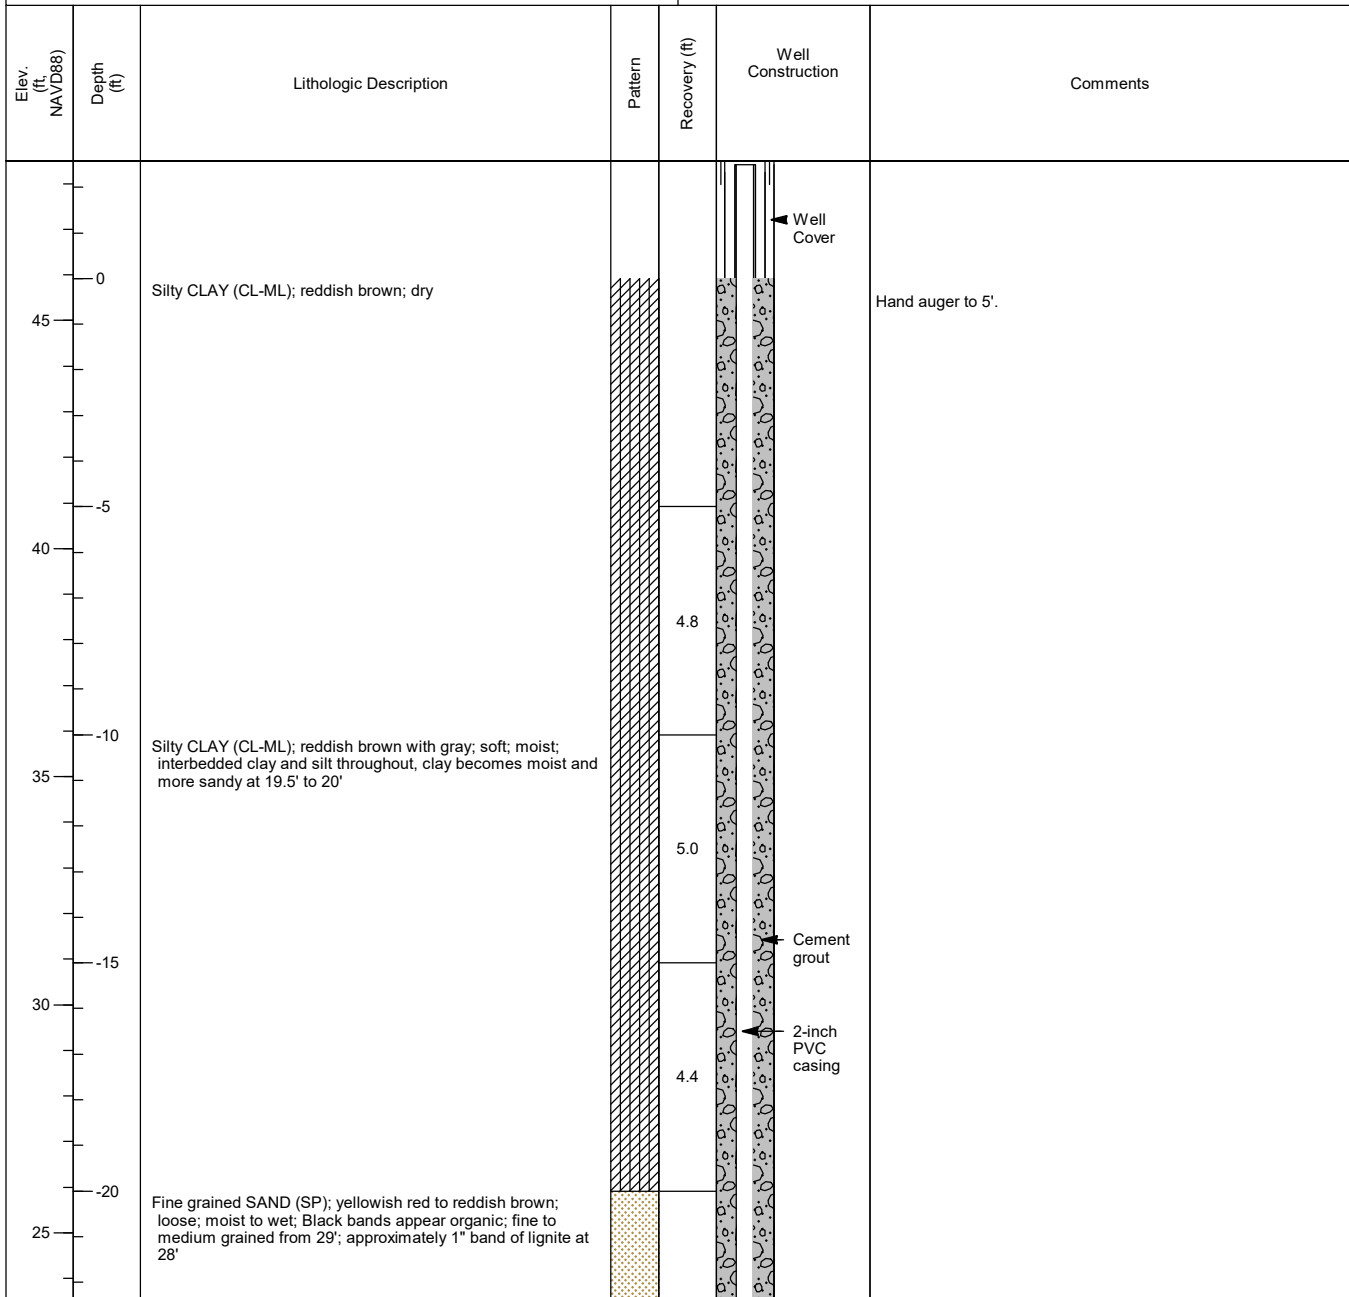 Elev.
(ft,
NAVD88)
Depth
(ft)
Lithologic Description
Pattern
Recovery (ft)
Well
Construction
Comments
Well
Cover
0
Silty CLAY (CL-ML); reddish brown; dry
Hand auger to 5'.
45
-5
40
4.8
-10
Silty CLAY (CL-ML); reddish brown with gray; soft; moist;
interbedded clay and silt throughout, clay becomes moist and
more sandy at 19.5' to 20'
35
5.0
Cement
grout
-15
30
2-inch
PVC
casing
4.4
-20
Fine grained SAND (SP); yellowish red to reddish brown;
loose; moist to wet; Black bands appear organic; fine to
medium grained from 29'; approximately 1" band of lignite at
28'
25